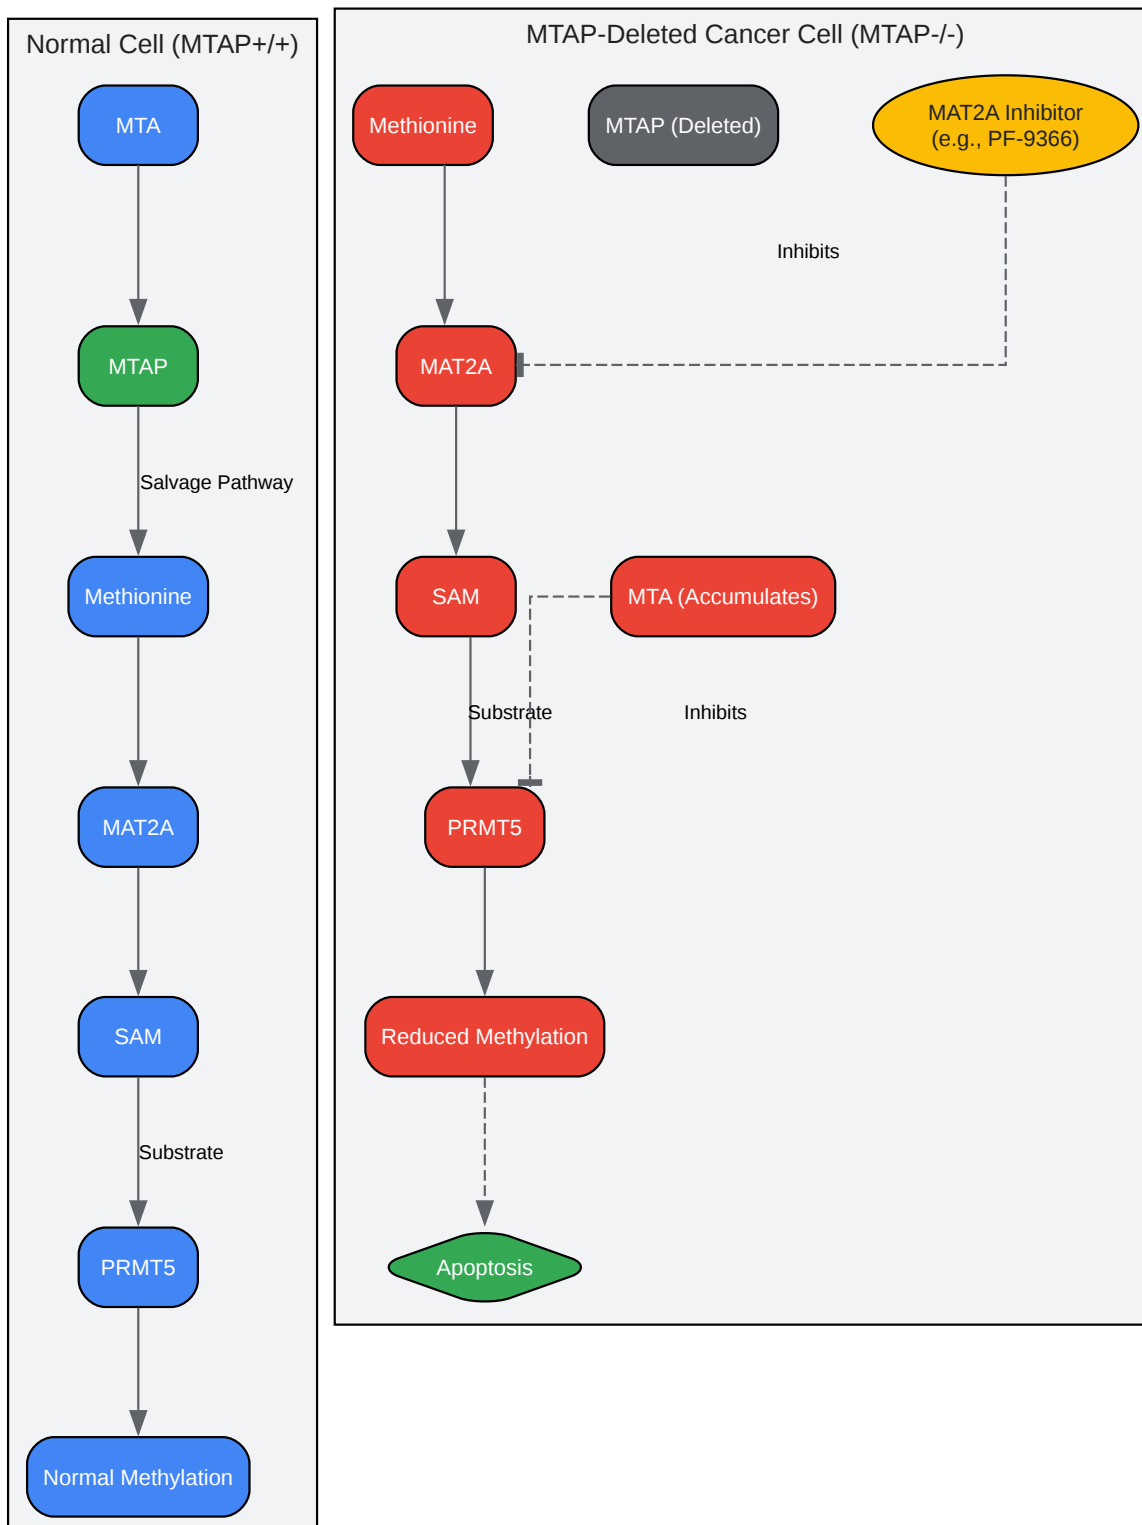 Normal Cell (MTAP+/+)
MTA
MTAP
Salvage Pathway
Methionine
MAT2A
SAM
Substrate
PRMT5
Normal Methylation
MTAP-Deleted Cancer Cell (MTAP-/-)
Methionine
MTAP (Deleted)
MAT2A Inhibitor
(e.g., PF-9366)
Inhibits
MAT2A
SAM
MTA (Accumulates)
Substrate
Inhibits
PRMT5
Reduced Methylation
Apoptosis